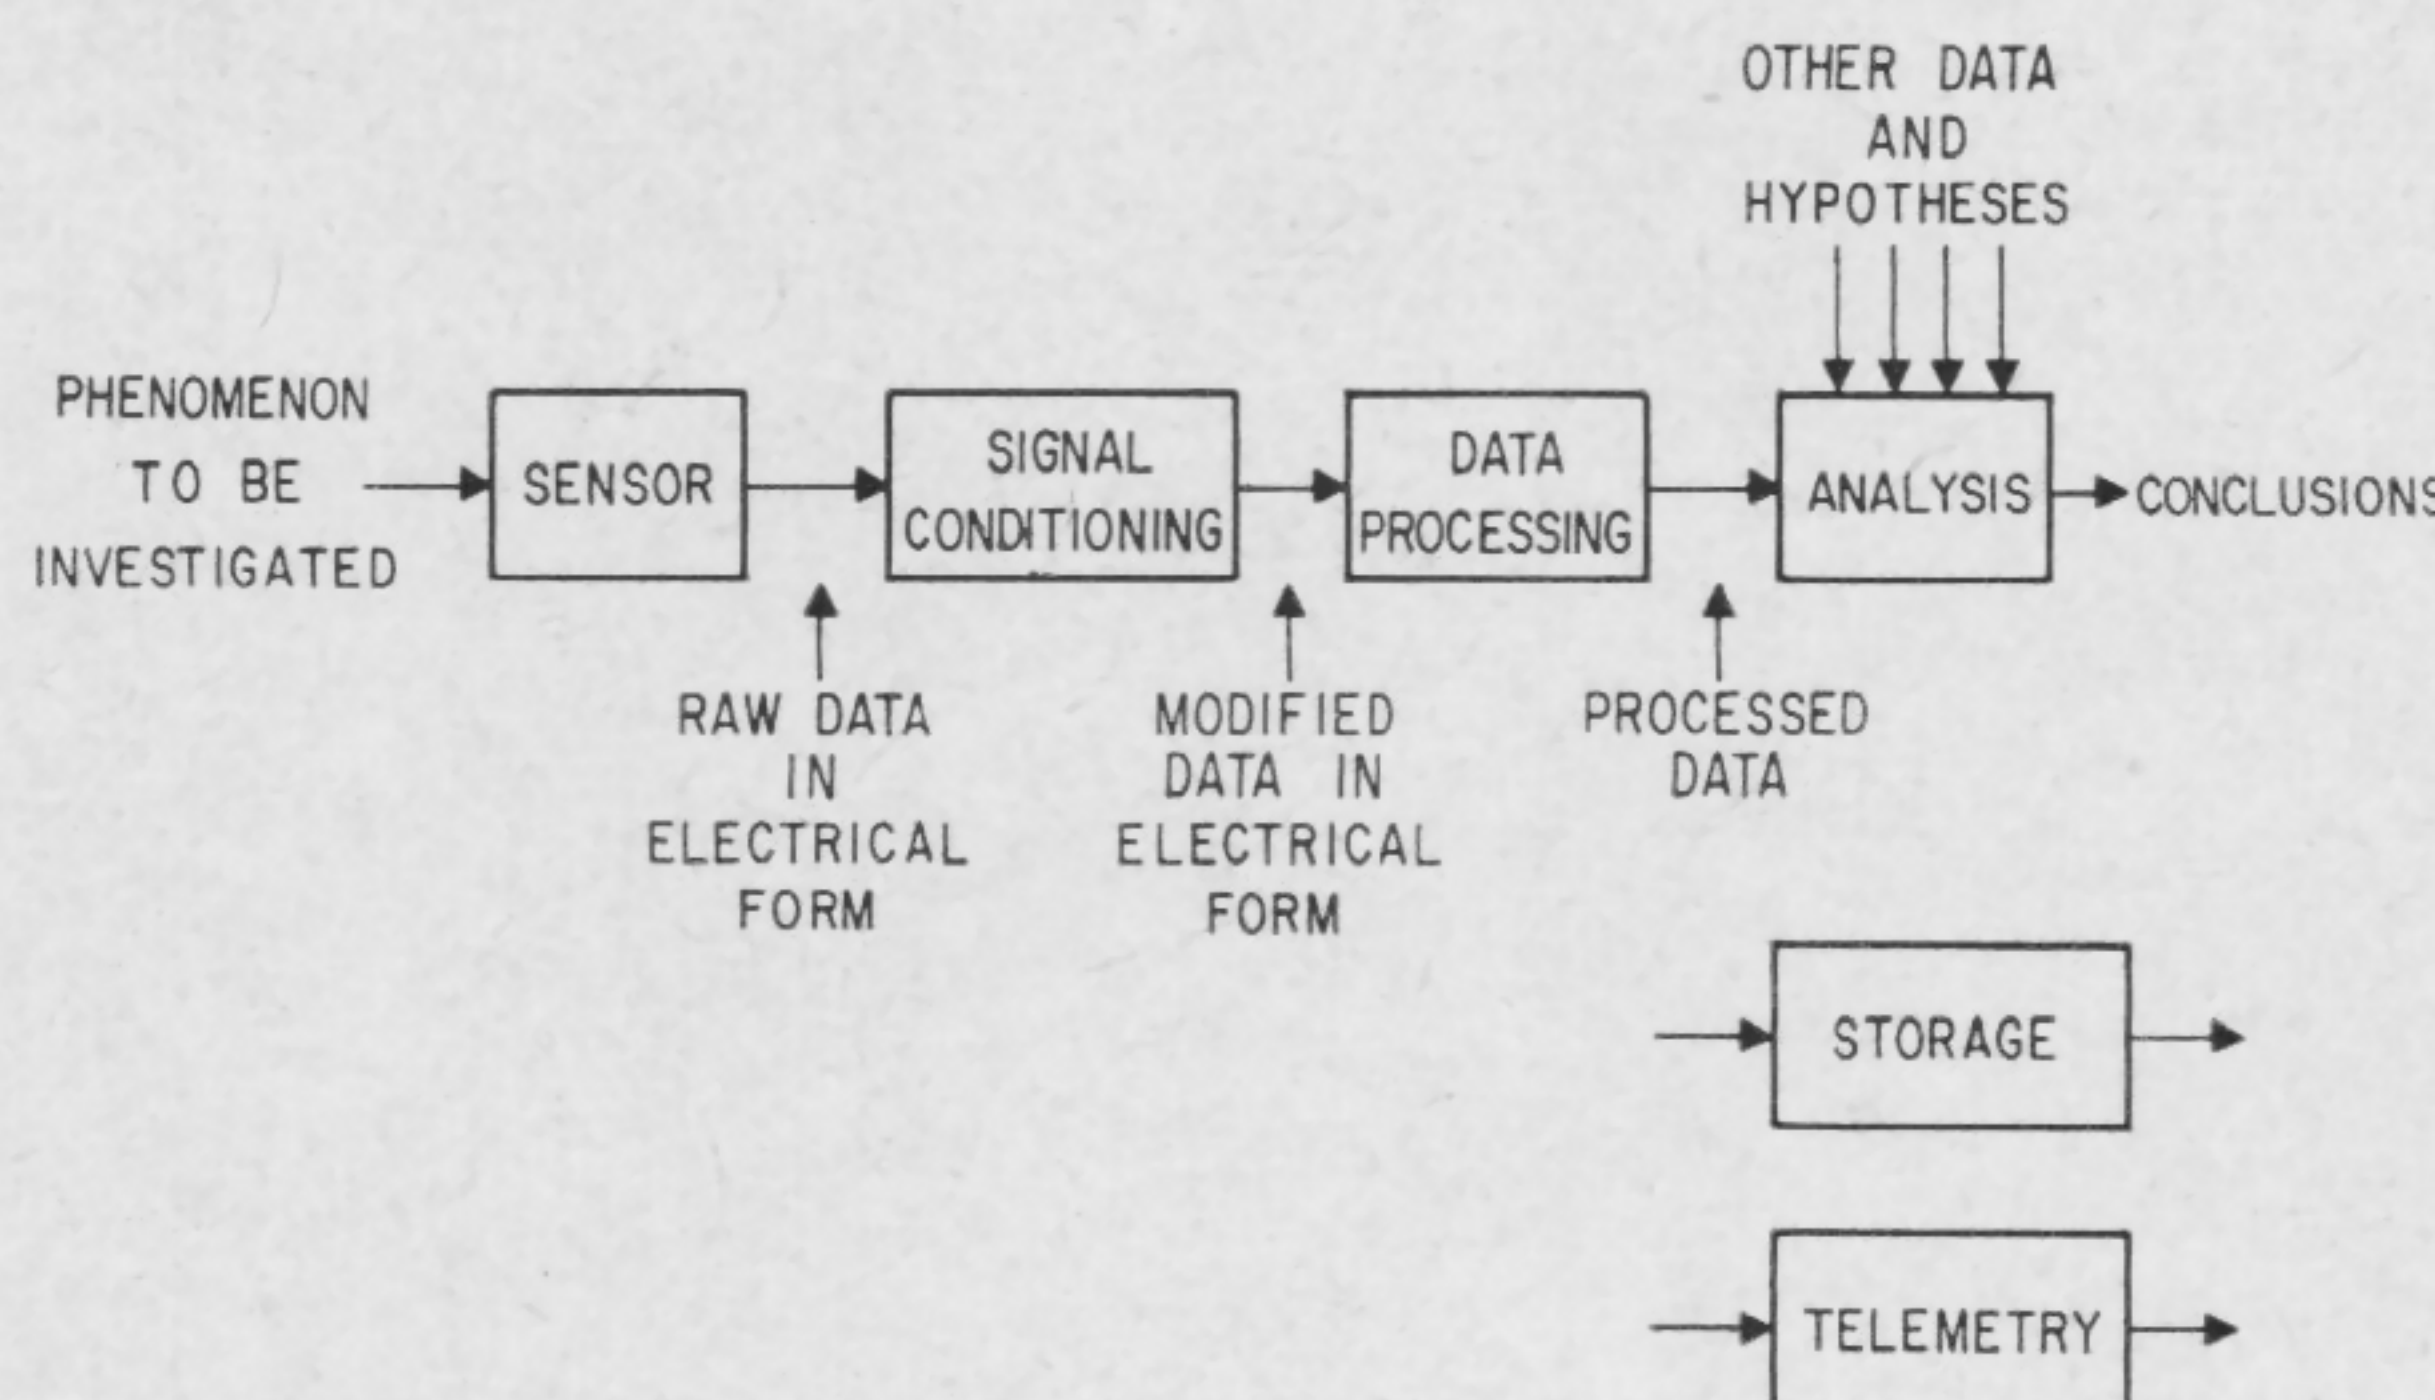 OTHER DATA
AND
HYPOTHESES
PHENOMENON
TO BE
INVESTIGATED
SENSOR
SIGNAL
CONDITIONING
DATA
PROCESSING
ANALYSIS
CONCLUSIONS
RAW DATA
IN
ELECTRICAL
FORM
MODIFIED
DATA IN
ELECTRICAL
FORM
PROCESSED
DATA
STORAGE
TELEMETRY